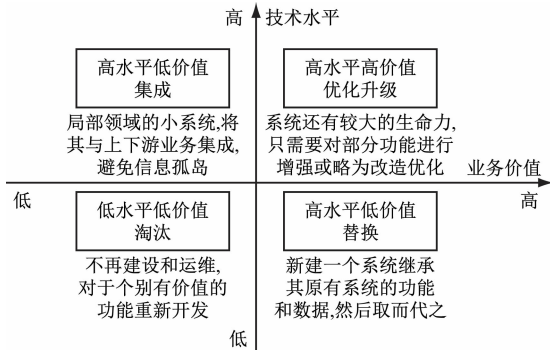 高 技术水平
高水平低价值
集成
局部领域的小系统,将
其与上下游业务集成,
避免信息孤岛
高水平高价值
优化升级
系统还有较大的生命力,
只需要对部分功能进行
增强或略为改造优化
业务价值
低
高
低水平低价值
淘汰
不再建设和运维,
对于个别有价值的
功能重新开发
高水平低价值
替换
新建一个系统继承
其原有系统的功能
和数据,然后取而代之
低